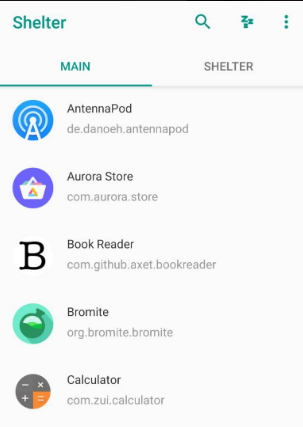 Shelter
MAIN
SHELTER
AntennaPod
de.danoeh.antennapod
Aurora Store
com.aurora.store
B
Book Reader
com.github.axet.bookreader
Bromite
org.bromite.bromite
Calculator
com.zui.calculator